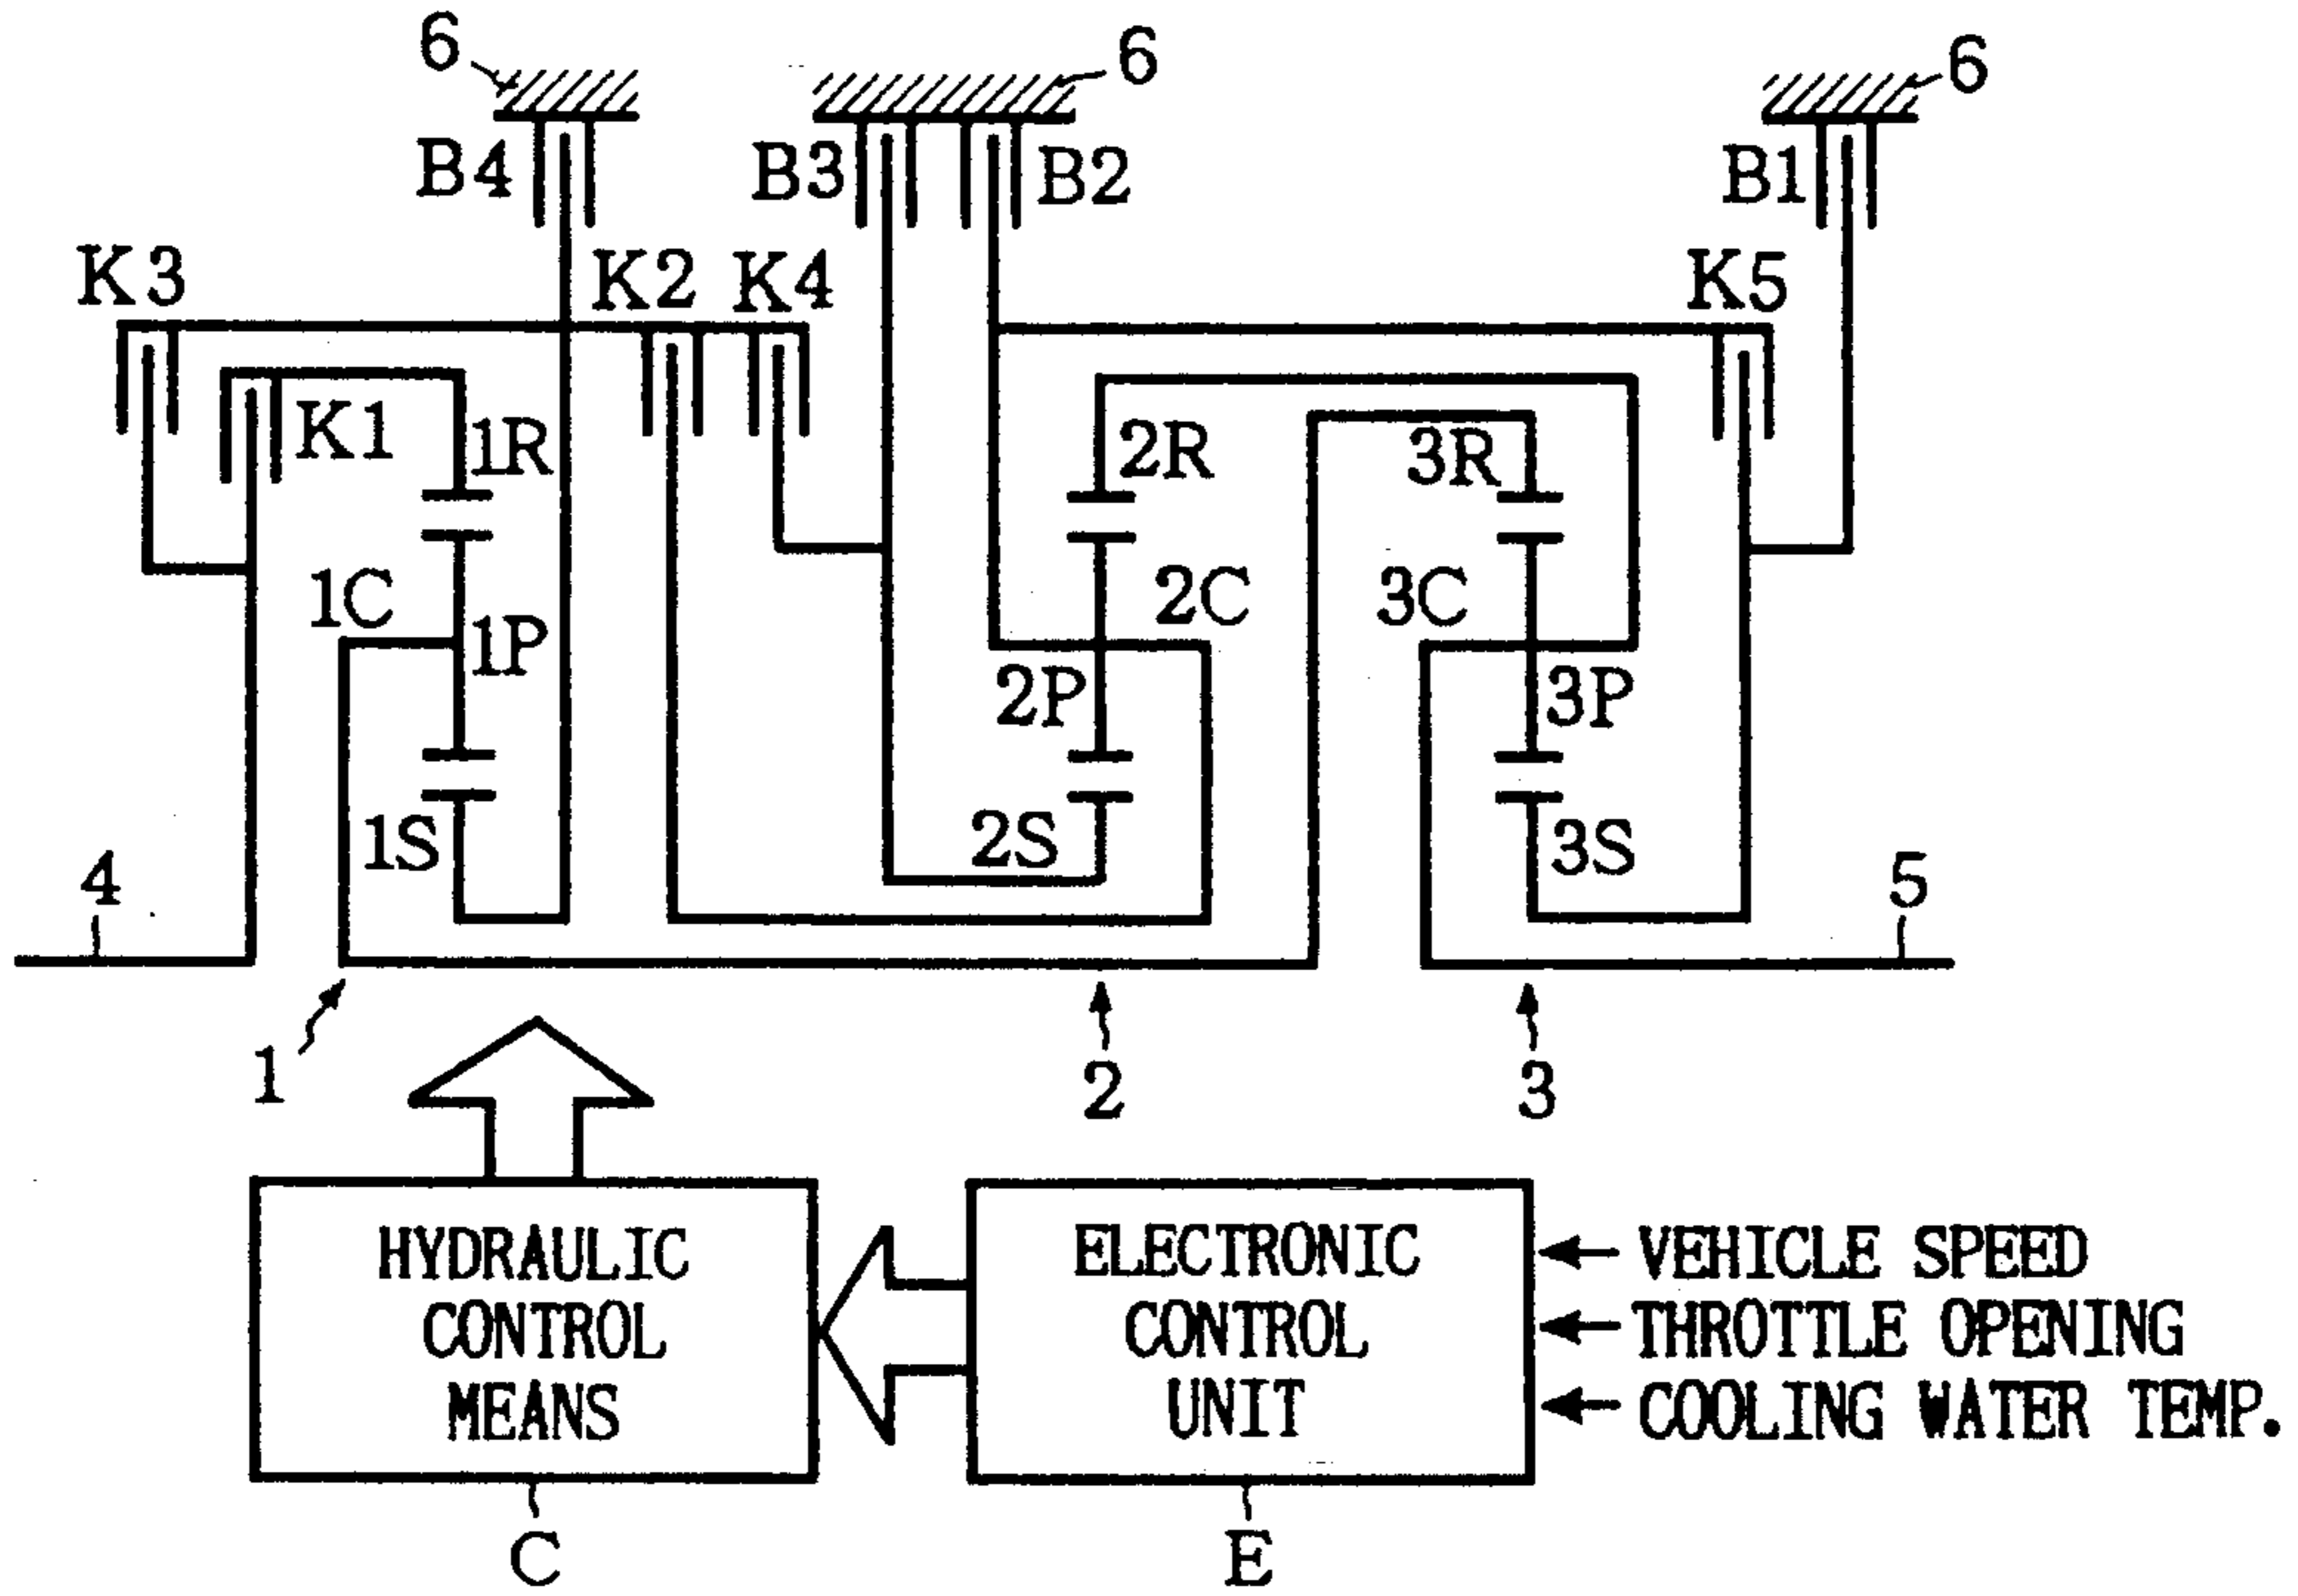 6
6
6
B4
B3
B2
B1
K3
K2
K4
K5
K1
1R
2R
3R
1C
2C
3C
1P
2P
3P
1S
2S
3S
4
5
1
2
3
HYDRAULIC
CONTROL
MEANS
ELECTRONIC
CONTROL
UNIT
VEHICLE SPEED
THROTTLE OPENING
COOLING WATER TEMP.
C
E